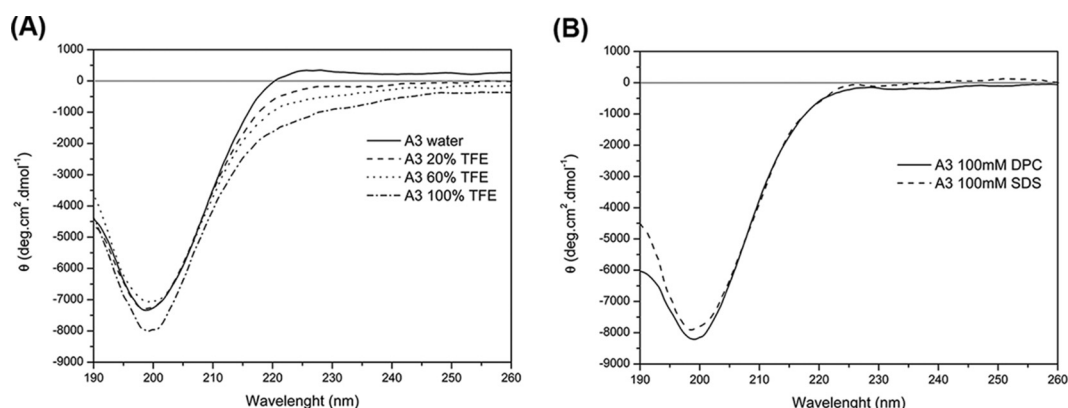 (A)
1000
0
-1000
-2000
-3000
-4000
-5000
-6000
-7000
-8000
-9000
θ (deg.cm².dmol⁻¹)
A3 water
A3 20% TFE
A3 60% TFE
A3 100% TFE
190 200 210 220 230 240 250 260
Wavelenght (nm)
(B)
1000
0
-1000
-2000
-3000
-4000
-5000
-6000
-7000
-8000
-9000
θ (deg.cm².dmol⁻¹)
A3 100mM DPC
A3 100mM SDS
190 200 210 220 230 240 250 260
Wavelenght (nm)